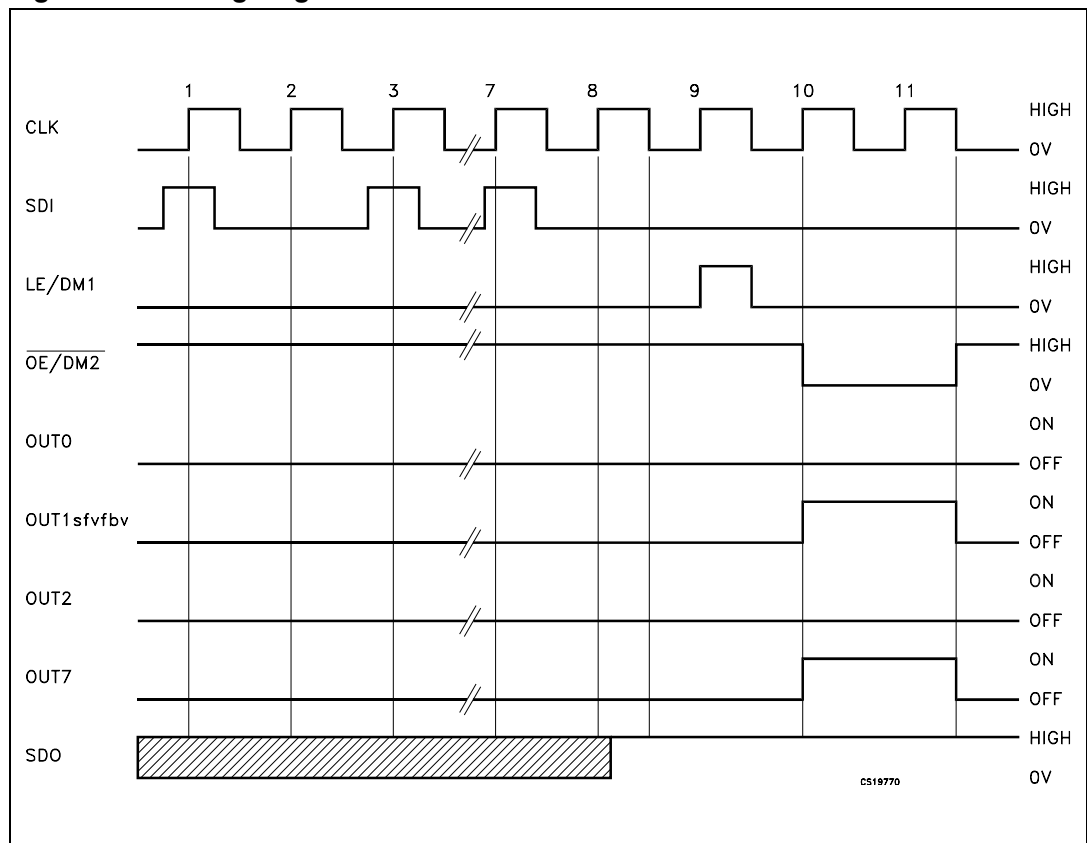 1 2 3 7 8 9 10 11
CLK
HIGH
0V
SDI
HIGH
0V
LE/DM1
HIGH
0V
OE/DM2
HIGH
0V
OUT0
ON
OFF
OUT1sfvfbv
ON
OFF
OUT2
ON
OFF
OUT7
ON
OFF
SDO
HIGH
0V
CS19770